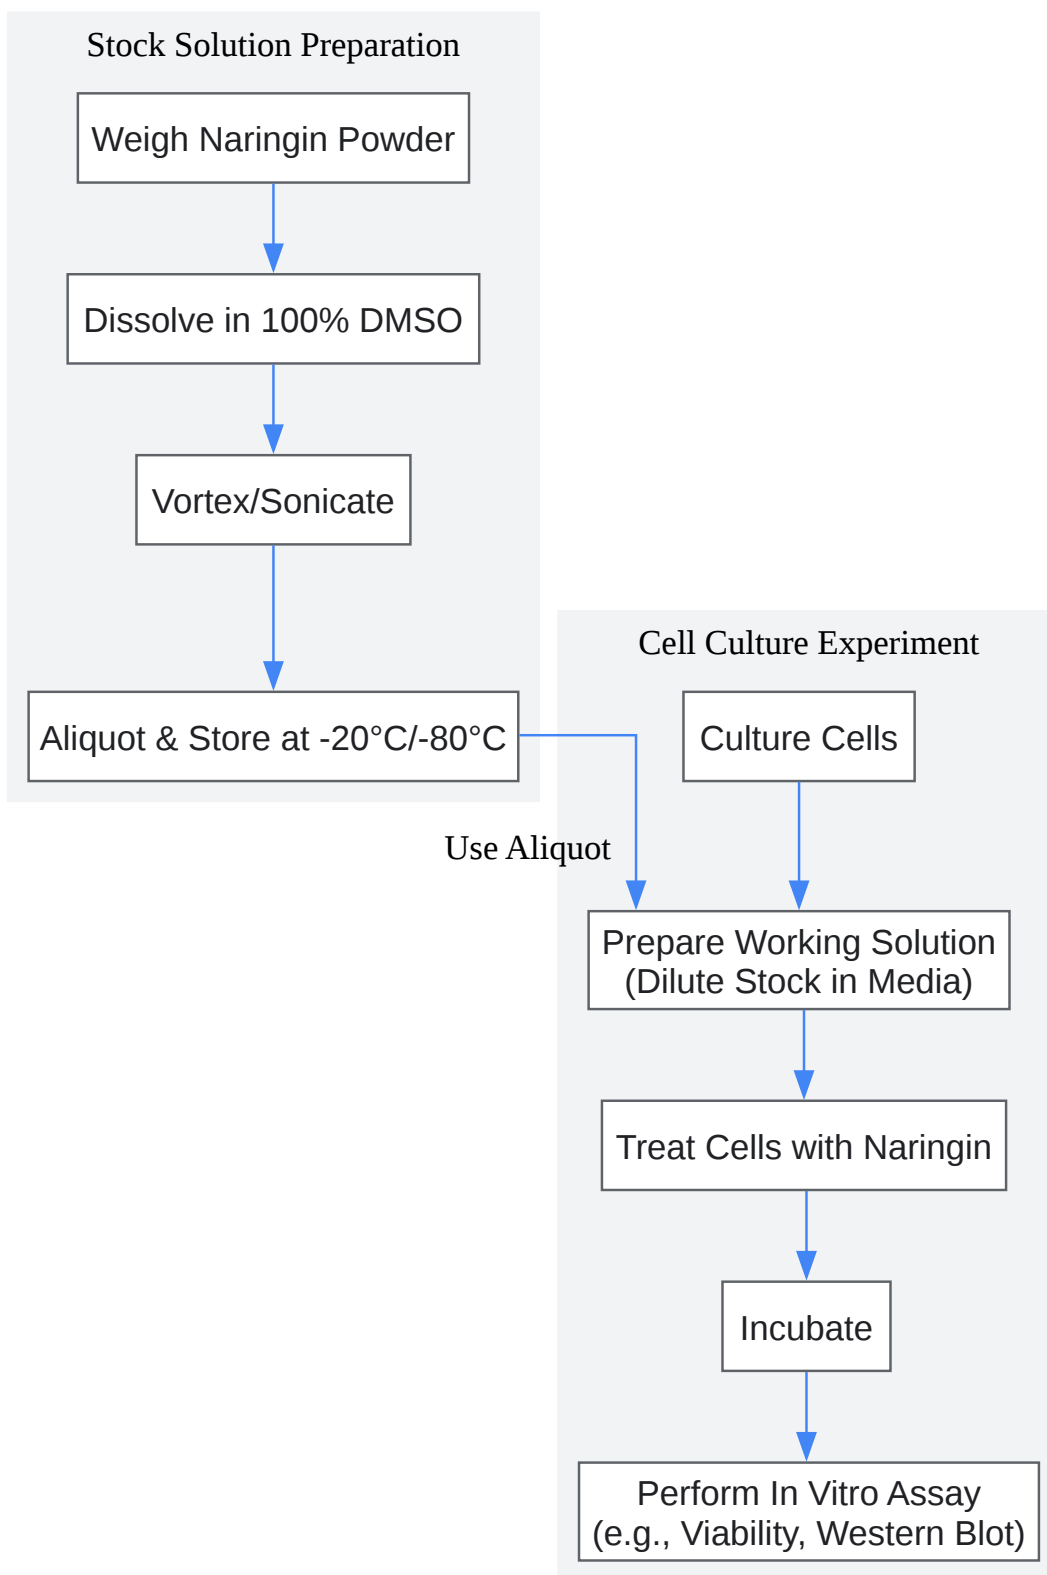 Stock Solution Preparation
Weigh Naringin Powder
Dissolve in 100% DMSO
Vortex/Sonicate
Aliquot & Store at -20°C/-80°C
Use Aliquot
Cell Culture Experiment
Culture Cells
Prepare Working Solution
(Dilute Stock in Media)
Treat Cells with Naringin
Incubate
Perform In Vitro Assay
(e.g., Viability, Western Blot)